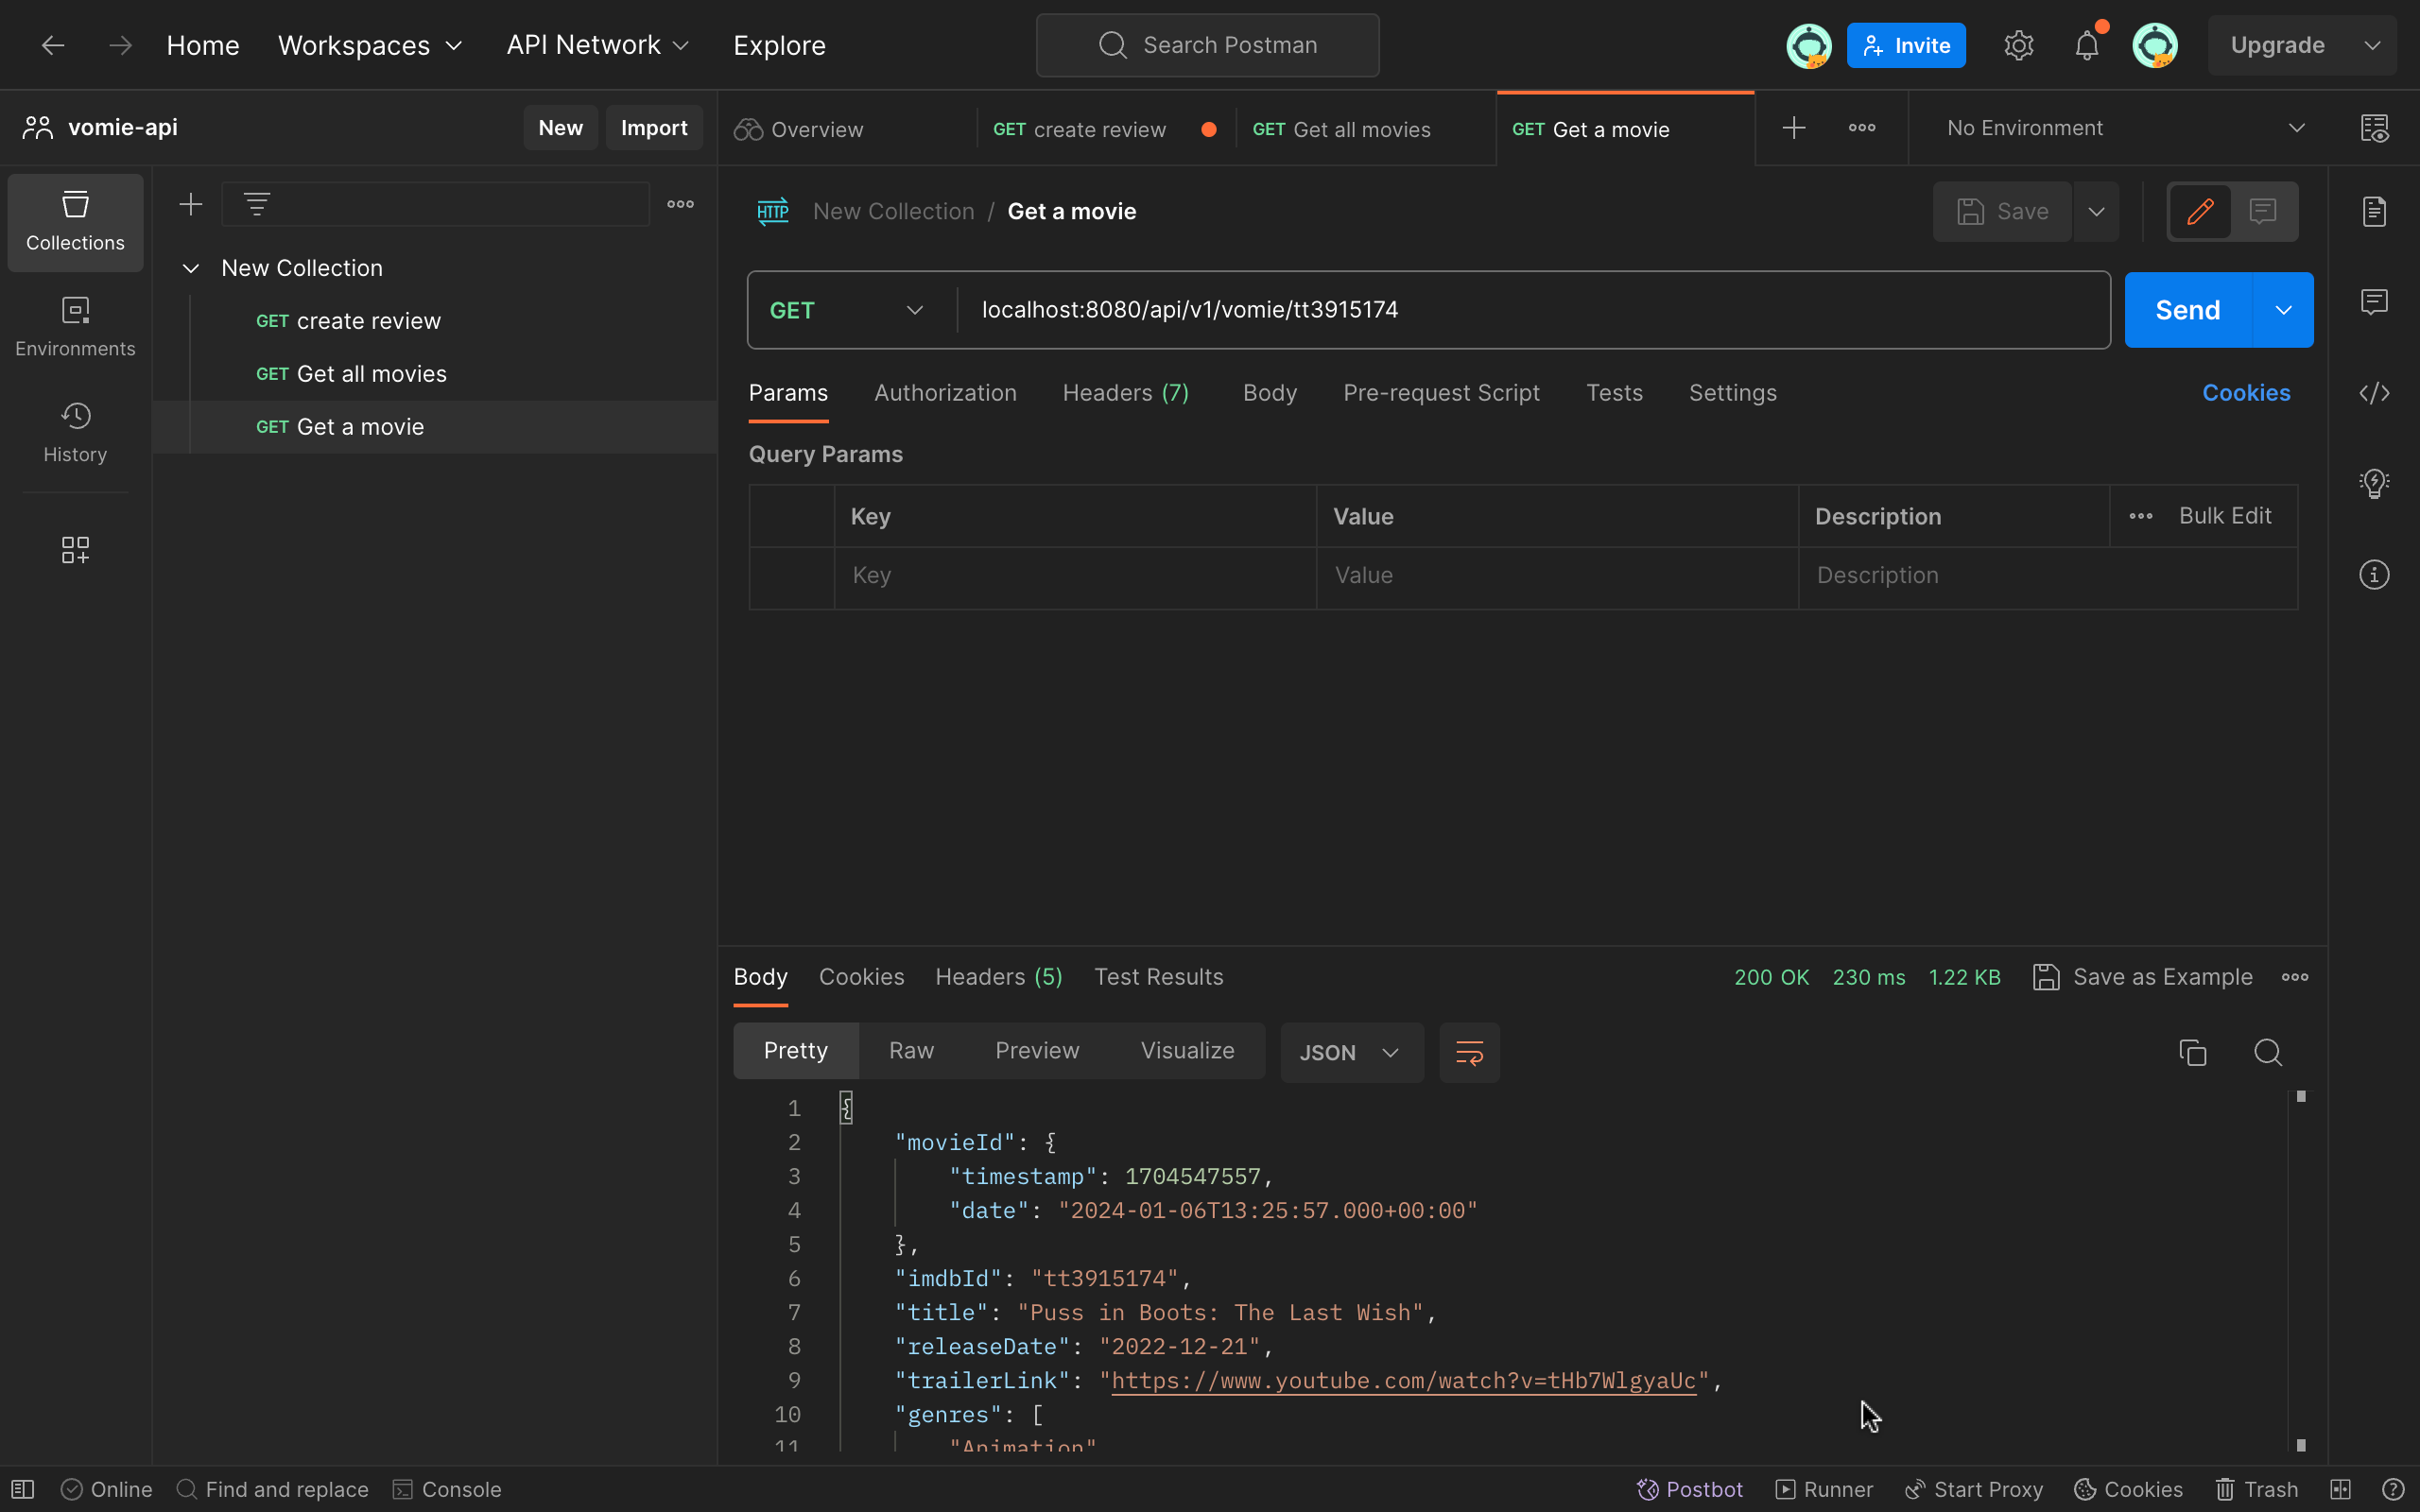 Home Workspaces API Network Explore Search Postman Invite Upgrade
vomie-api New Import
Overview GET create review GET Get all movies GET Get a movie No Environment
Collections
Environments
History
New Collection
GET create review
GET Get all movies
GET Get a movie
HTTP New Collection / Get a movie Save
GET localhost:8080/api/v1/vomie/tt3915174 Send
Params Authorization Headers (7) Body Pre-request Script Tests Settings Cookies
Query Params
Key Value Description Bulk Edit
Key Value Description
Body Cookies Headers (5) Test Results 200 OK 230 ms 1.22 KB Save as Example
Pretty Raw Preview Visualize JSON
1 {
2 "movieId": {
3 "timestamp": 1704547557,
4 "date": "2024-01-06T13:25:57.000+00:00"
5 },
6 "imdbId": "tt3915174",
7 "title": "Puss in Boots: The Last Wish",
8 "releaseDate": "2022-12-21",
9 "trailerLink": "https://www.youtube.com/watch?v=tHb7WlgyaUc",
10 "genres": [
11 "Animation"
Online Find and replace Console Postbot Runner Start Proxy Cookies Trash